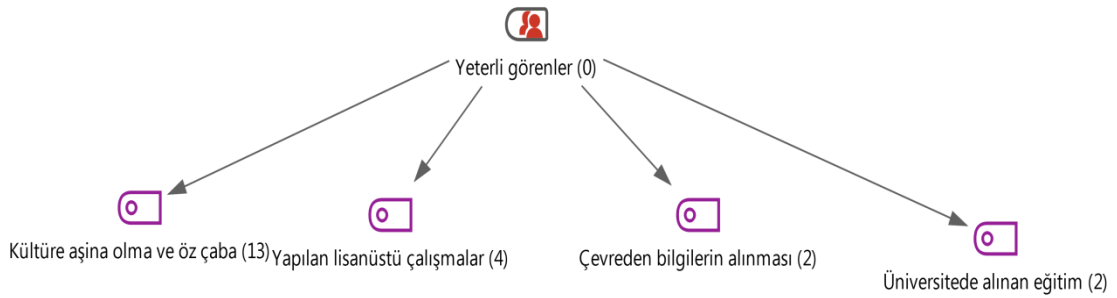 Yeterli görenler (0)
Kültüre aşina olma ve öz çaba (13)
Yapılan lisanüstü çalışmalar (4)
Çevreden bilgilerin alınması (2)
Üniversitede alınan eğitim (2)